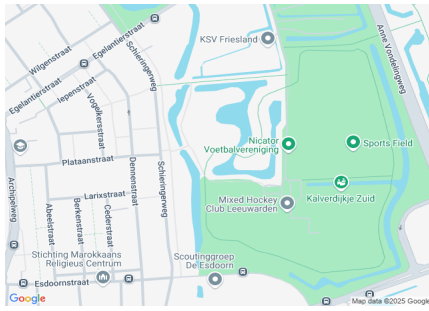 KSV Friesland
Wilgenstraat
Egelantierstraat
Schieringerweg
Anne Vondelingweg
Egelantierstraat
Iepenstraat
Vogelkersstraat
Nicator
Voetbalvereniging
Sports Field
Plataanstraat
Dennenstraat
Schieringerweg
Kalverdijkje Zuid
Archipelweg
Larixstraat
Mixed Hockey
Club Leeuwarden
Abeelstraat
Berkenstraat
Cederstraat
Stichting Marokkaans
Religieus Centrum
Scoutinggroep
De Esdoorn
Esdoornstraat
Google
Map data ©2025 Google